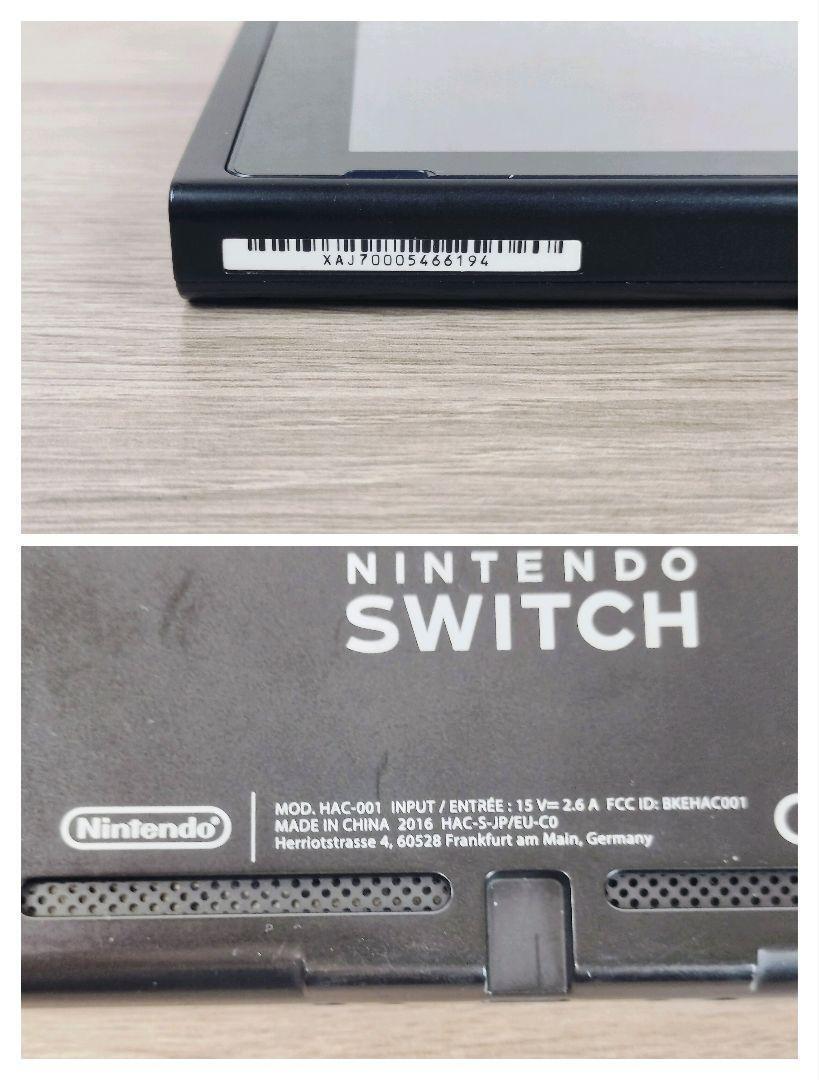 XAJ70005466194
NINTENDO
SWITCH
Nintendo®
MOD. HAC-001 INPUT / ENTRÉE : 15 V⎓ 2.6 A FCC ID: BKEHAC001
MADE IN CHINA 2016 HAC-S-JP/EU-C0
Herriotstrasse 4, 60528 Frankfurt am Main, Germany